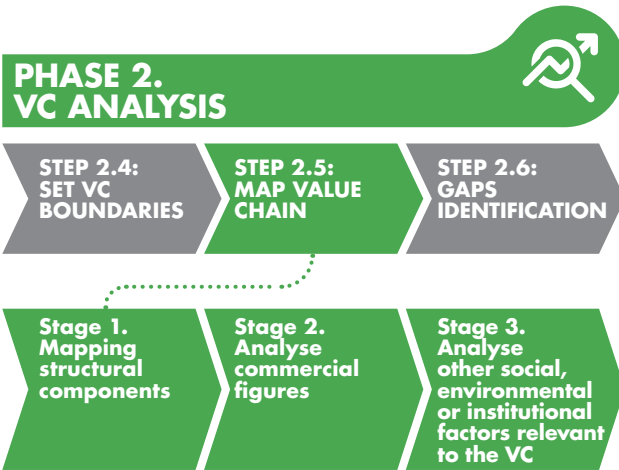 PHASE 2.
VC ANALYSIS
STEP 2.4:
SET VC
BOUNDARIES
STEP 2.5:
MAP VALUE
CHAIN
STEP 2.6:
GAPS
IDENTIFICATION
Stage 1.
Mapping
structural
components
Stage 2.
Analyse
commercial
figures
Stage 3.
Analyse
other social,
environmental
or institutional
factors relevant
to the VC